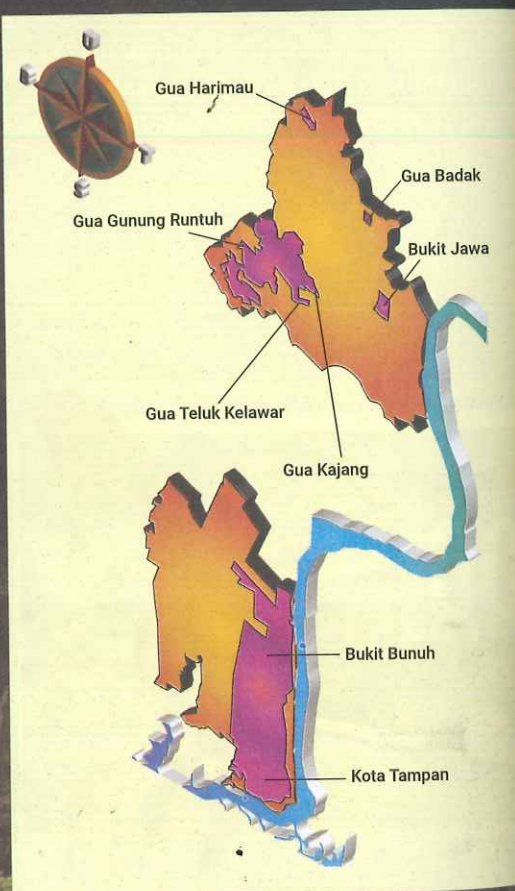 U
B
T
S
Gua Harimau
Gua Badak
Gua Gunung Runtuh
Bukit Jawa
Gua Teluk Kelawar
Gua Kajang
Bukit Bunuh
Kota Tampan